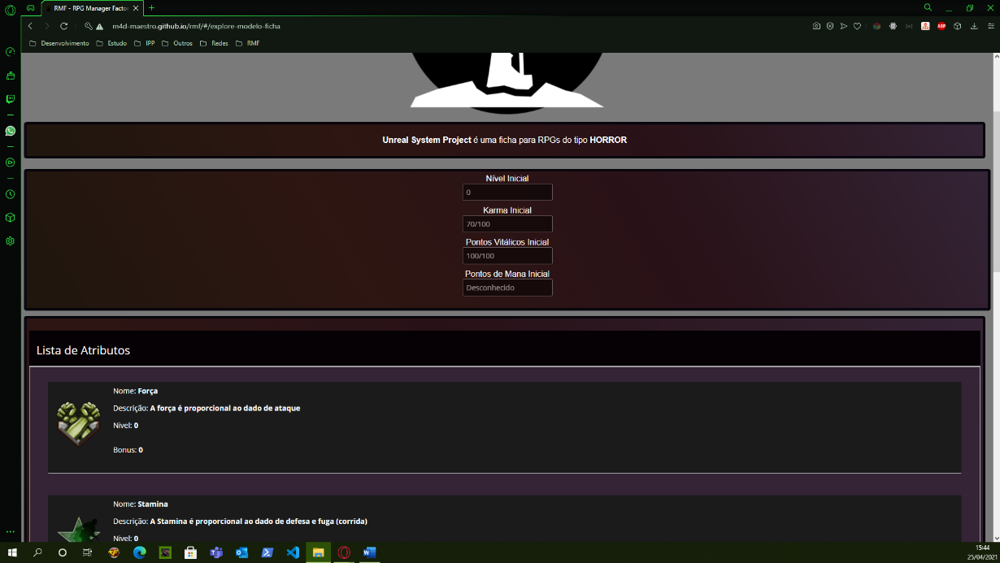 RMF - RPG Manager Factor
m4d-maestro.github.io/rmf/#/explore-modelo-ficha
ABP
Desenvolvimento Estudo IPP Outros Redes RMF
Unreal System Project é uma ficha para RPGs do tipo HORROR
Nível Inicial
0
Karma Inicial
70/100
Pontos Vitálicos Inicial
100/100
Pontos de Mana Inicial
Desconhecido
Lista de Atributos
Nome: Força
Descrição: A força é proporcional ao dado de ataque
Nivel: 0
Bonus: 0
Nome: Stamina
Descrição: A Stamina é proporcional ao dado de defesa e fuga (corrida)
Nivel: 0
15:44
25/04/2021